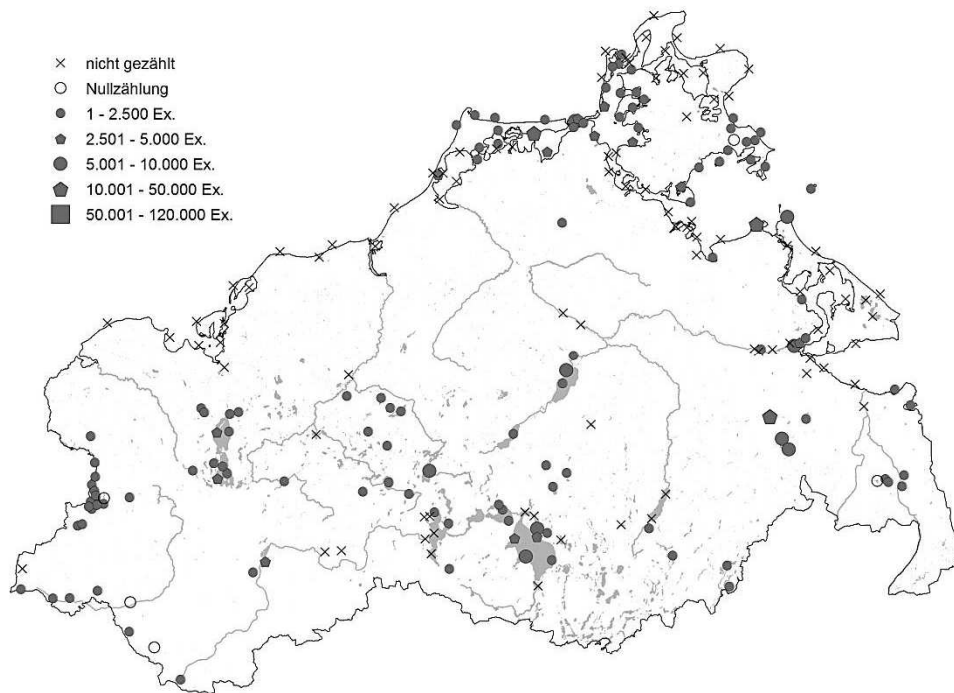 nicht gezählt
Nullzählung
1 - 2.500 Ex.
2.501 - 5.000 Ex.
5.001 - 10.000 Ex.
10.001 - 50.000 Ex.
50.001 - 120.000 Ex.